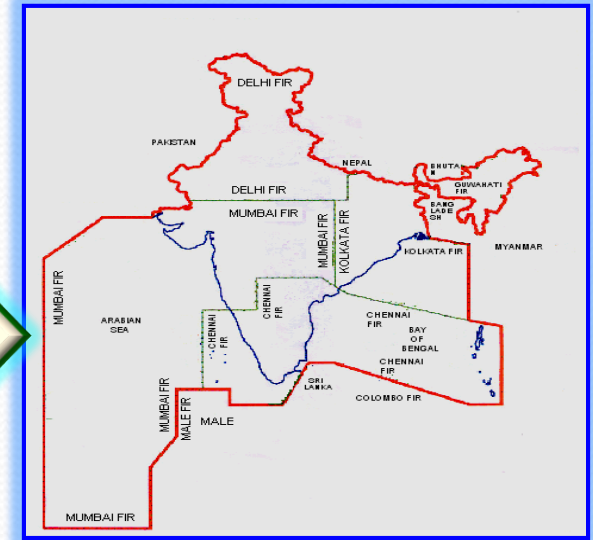 DELHI FIR
PAKISTAN
NEPAL
BHUTA
N
GUWAHATI
FIR
DELHI FIR
MUMBAI FIR
BANG
LADE
SH
MUMBAI FIR
KOLKATA FIR
KOLKATA FIR
MYANMAR
MUMBAI FIR
ARABIAN
SEA
CHENNAI
FIR
CHENNAI
FIR
CHENNAI
FIR
BAY
OF
BENGAL
CHENNAI
FIR
SRI
LANKA
COLOMBO FIR
MUMBAI FIR
MALE FIR
MALE
MUMBAI FIR